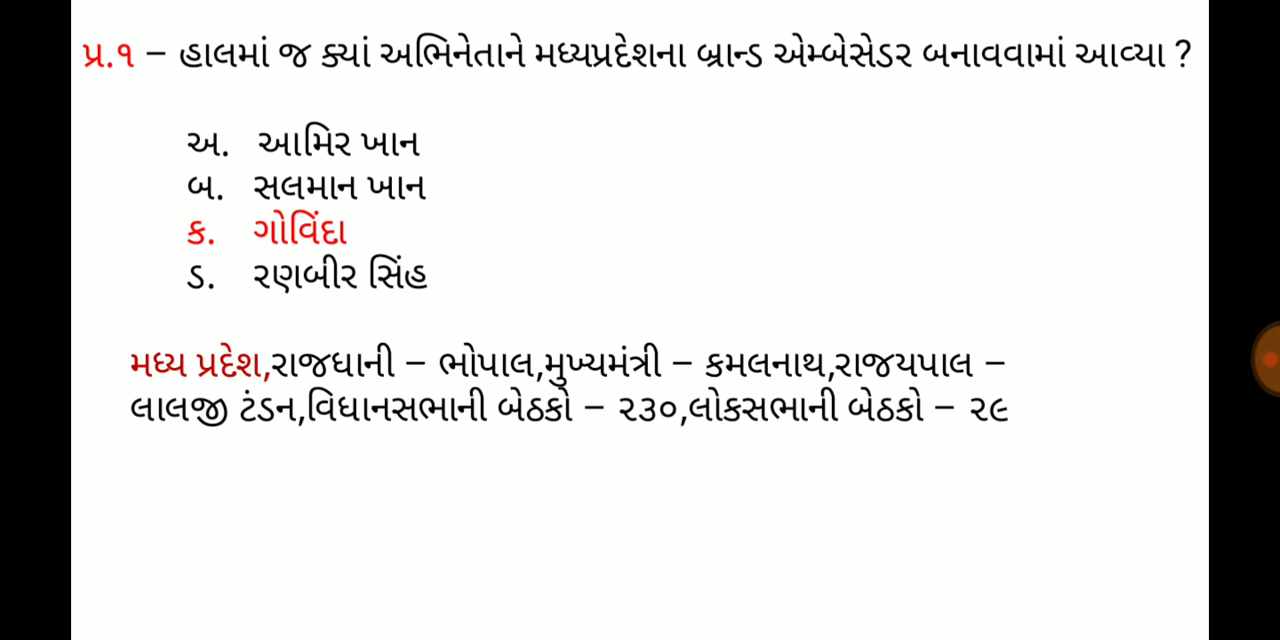 પ્ર.૧ – હાલમાં જ ક્યાં અભિનેતાને મધ્યપ્રદેશના બ્રાન્ડ એમ્બેસેડર બનાવવામાં આવ્યા ?
અ. આમિર ખાન
બ. સલમાન ખાન
ક. ગોવિંદા
ડ. રણબીર સિંહ
મધ્ય પ્રદેશ,રાજધાની – ભોપાલ,મુખ્યમંત્રી – કમલનાથ,રાજયપાલ –
લાલજી ટંડન,વિધાનસભાની બેઠકો – ૨૩૦,લોકસભાની બેઠકો – ૨૯